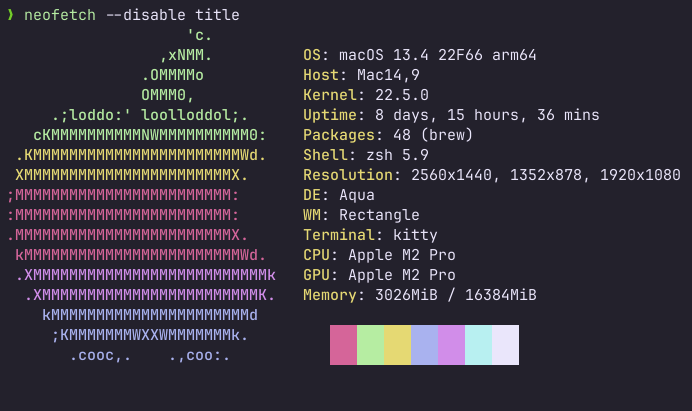 ❯ neofetch --disable title
                    'c.
                 ,xNMM.          OS: macOS 13.4 22F66 arm64
               .OMMMMo           Host: Mac14,9
               OMMM0,            Kernel: 22.5.0
     .;loddo:' loolloddol;.      Uptime: 8 days, 15 hours, 36 mins
   cKMMMMMMMMMMNWMMMMMMMMMM0:    Packages: 48 (brew)
 .KMMMMMMMMMMMMMMMMMMMMMMMWd.    Shell: zsh 5.9
 XMMMMMMMMMMMMMMMMMMMMMMMX.      Resolution: 2560x1440, 1352x878, 1920x1080
;MMMMMMMMMMMMMMMMMMMMMMMM:       DE: Aqua
:MMMMMMMMMMMMMMMMMMMMMMMM:       WM: Rectangle
.MMMMMMMMMMMMMMMMMMMMMMMMX.      Terminal: kitty
 kMMMMMMMMMMMMMMMMMMMMMMMMWd.    CPU: Apple M2 Pro
 .XMMMMMMMMMMMMMMMMMMMMMMMMMMk   GPU: Apple M2 Pro
  .XMMMMMMMMMMMMMMMMMMMMMMMMK.   Memory: 3026MiB / 16384MiB
    kMMMMMMMMMMMMMMMMMMMMMMd
     ;KMMMMMMMWXXWMMMMMMMk.
       .cooc,.    .,coo:.